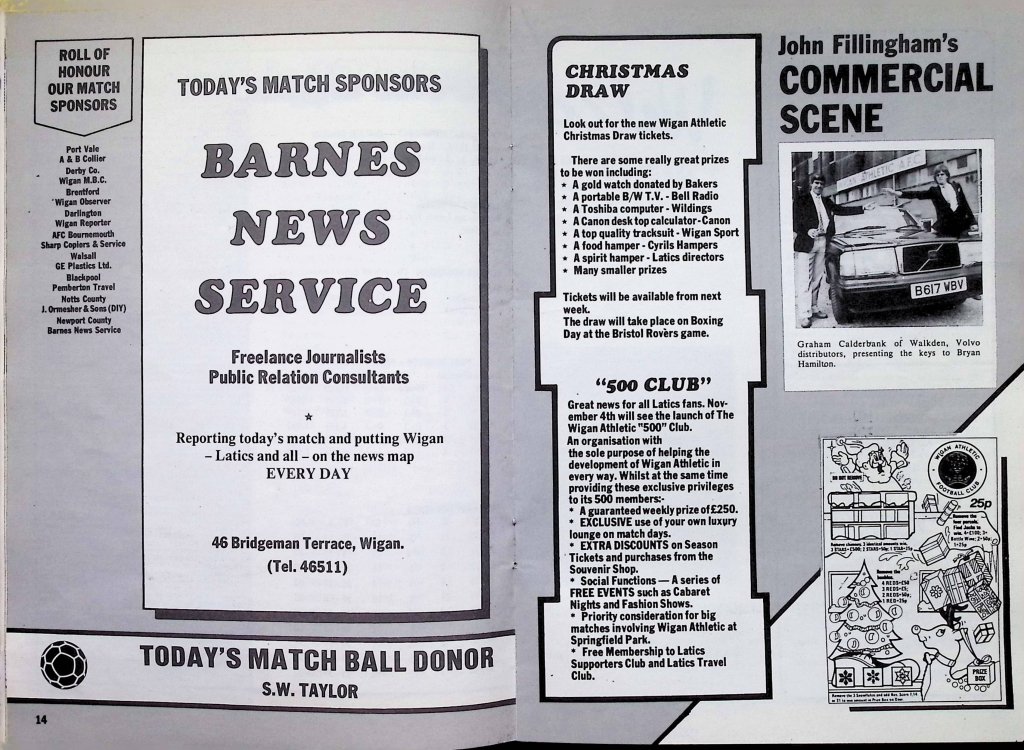 ROLL OF
HONOUR
OUR MATCH
SPONSORS
Port Vale
A & B Collier
Derby Co.
Wigan M.B.C.
Brentford
Wigan Observer
Darlington
Wigan Reporter
AFC Bournemouth
Sharp Copiers & Service
Walsall
GE Plastics Ltd.
Blackpool
Pemberton Travel
Notts County
J. Ormesher & Sons (DIY)
Newport County
Barnes News Service
TODAY'S MATCH SPONSORS
BARNES
NEWS
SERVICE
Freelance Journalists
Public Relation Consultants
Reporting today's match and putting Wigan
– Latics and all – on the news map
EVERY DAY
46 Bridgeman Terrace, Wigan.
(Tel. 46511)
TODAY'S MATCH BALL DONOR
S.W. TAYLOR
14
CHRISTMAS
DRAW
Look out for the new Wigan Athletic
Christmas Draw tickets.
There are some really great prizes
to be won including:
★ A gold watch donated by Bakers
★ A portable B/W T.V. - Bell Radio
★ A Toshiba computer - Wildings
★ A Canon desk top calculator-Canon
★ A top quality tracksuit - Wigan Sport
★ A food hamper - Cyrils Hampers
★ A spirit hamper - Latics directors
★ Many smaller prizes
Tickets will be available from next
week.
The draw will take place on Boxing
Day at the Bristol Rovers game.
"500 CLUB"
Great news for all Latics fans. Nov-
ember 4th will see the launch of The
Wigan Athletic "500" Club.
An organisation with
the sole purpose of helping the
development of Wigan Athletic in
every way. Whilst at the same time
providing these exclusive privileges
to its 500 members:-
* A guaranteed weekly prize of £250.
* EXCLUSIVE use of your own luxury
lounge on match days.
* EXTRA DISCOUNTS on Season
Tickets and purchases from the
Souvenir Shop.
* Social Functions — A series of
FREE EVENTS such as Cabaret
Nights and Fashion Shows.
* Priority consideration for big
matches involving Wigan Athletic at
Springfield Park.
* Free Membership to Latics
Supporters Club and Latics Travel
Club.
John Fillingham's
COMMERCIAL
SCENE
ATHLETIC A.F.C.
B617 WBV
Graham Calderbank of Walkden, Volvo
distributors, presenting the keys to Bryan
Hamilton.
WIGAN ATHLETIC
FOOTBALL CLUB
DO NOT REMOVE
25p
PRIZE
BOX